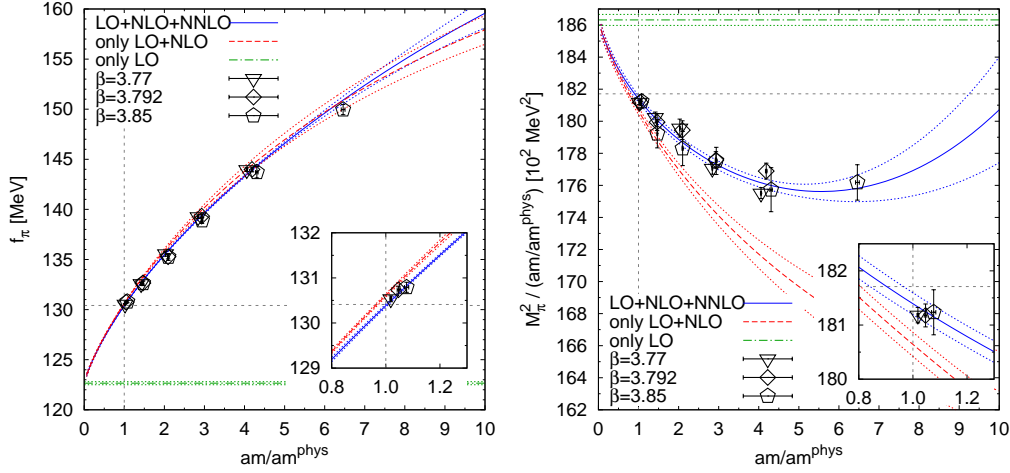 160
155
150
145
140
135
130
125
120
f_π [MeV]
LO+NLO+NNLO
only LO+NLO
only LO
β=3.77
β=3.792
β=3.85
132
131
130
129
0.8 1.0 1.2
0 1 2 3 4 5 6 7 8 9 10
am/am^phys
186
184
182
180
178
176
174
172
170
168
166
164
162
M_π^2 / (am/am^phys) [10^2 MeV^2]
LO+NLO+NNLO
only LO+NLO
only LO
β=3.77
β=3.792
β=3.85
182
181
180
0.8 1.0 1.2
0 1 2 3 4 5 6 7 8 9 10
am/am^phys